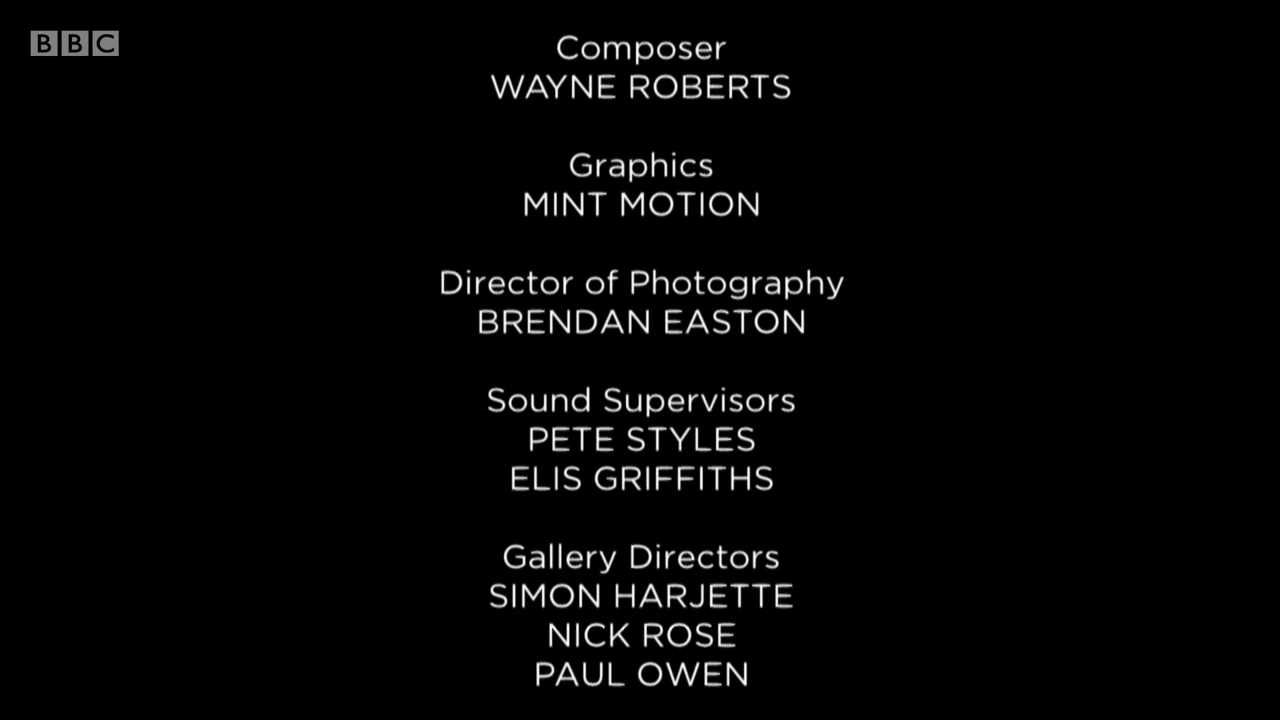 BBC
Composer
WAYNE ROBERTS
Graphics
MINT MOTION
Director of Photography
BRENDAN EASTON
Sound Supervisors
PETE STYLES
ELIS GRIFFITHS
Gallery Directors
SIMON HARJETTE
NICK ROSE
PAUL OWEN